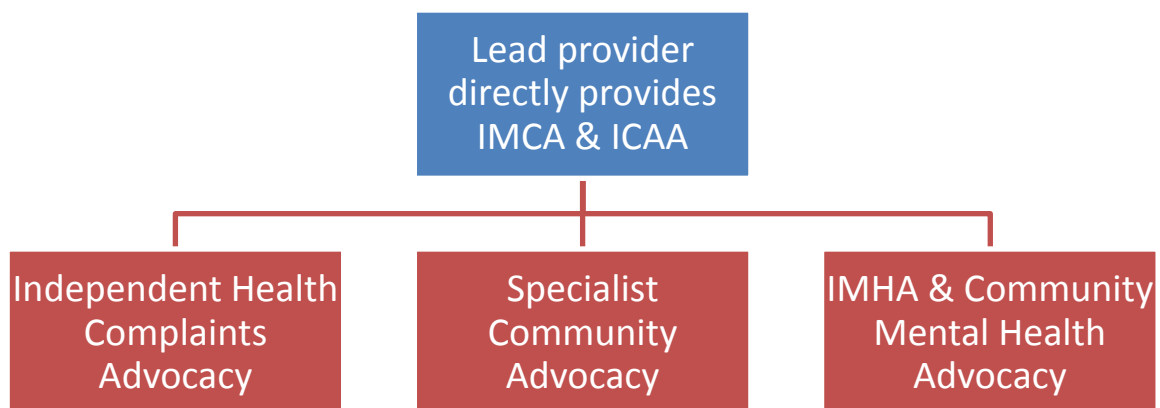 Lead provider
directly provides
IMCA & ICAA
Independent Health
Complaints
Advocacy
Specialist
Community
Advocacy
IMHA & Community
Mental Health
Advocacy